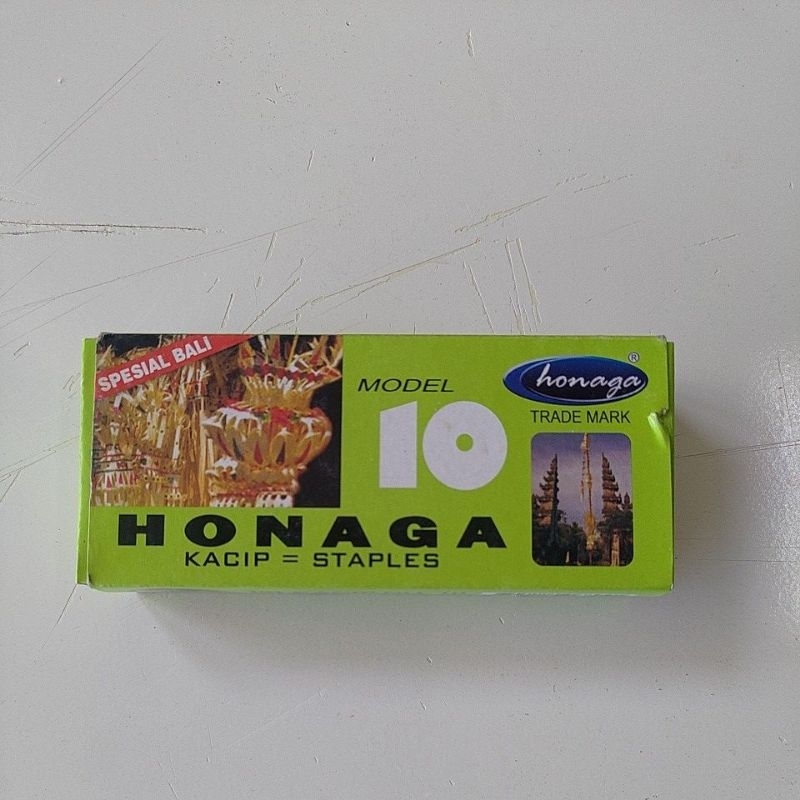 SPESIAL BALI
MODEL
10
honaga
®
TRADE MARK
HONAGA
KACIP = STAPLES